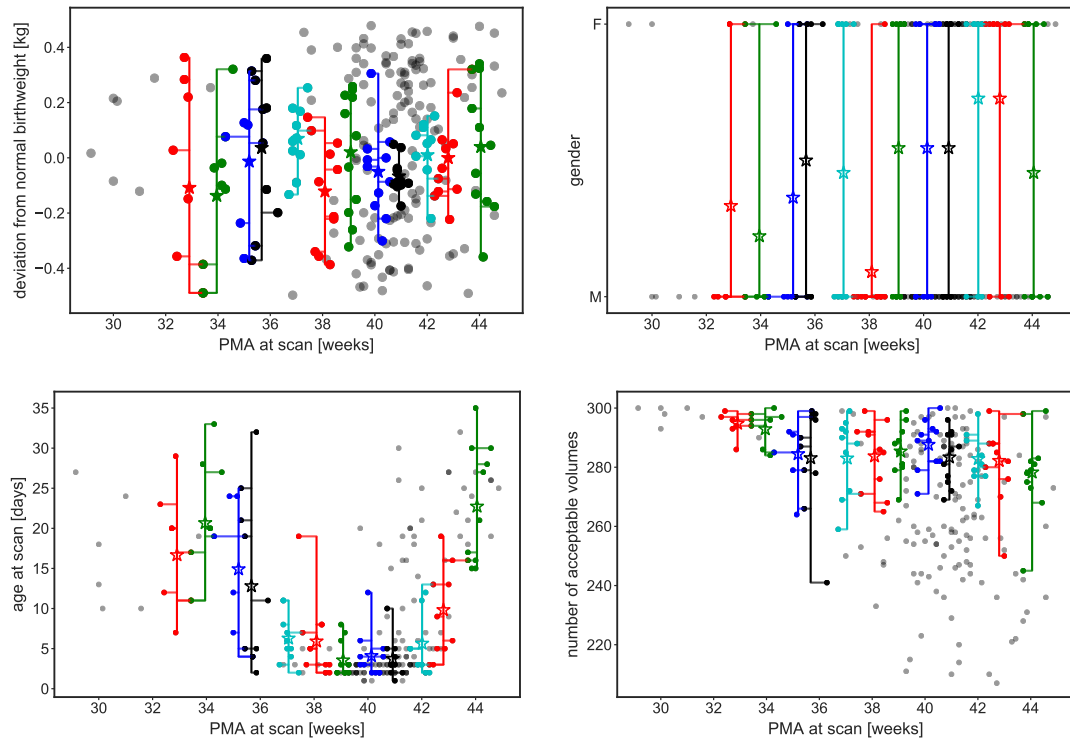 deviation from normal birthweight [kg]
0.4
0.2
0.0
−0.2
−0.4
30 32 34 36 38 40 42 44
PMA at scan [weeks]
gender
F
M
30 32 34 36 38 40 42 44
PMA at scan [weeks]
age at scan [days]
35
30
25
20
15
10
5
0
30 32 34 36 38 40 42 44
PMA at scan [weeks]
number of acceptable volumes
300
280
260
240
220
30 32 34 36 38 40 42 44
PMA at scan [weeks]